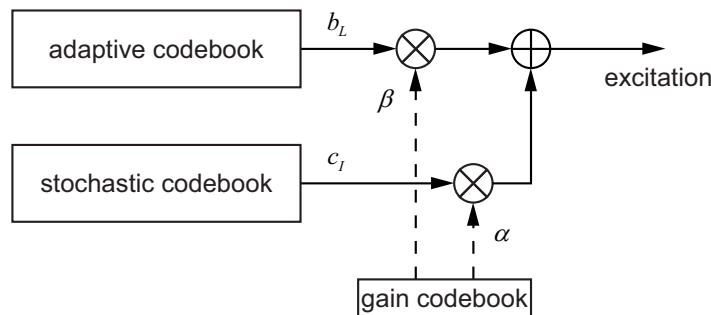 adaptive codebook
b_L
β
excitation
stochastic codebook
c_I
α
gain codebook